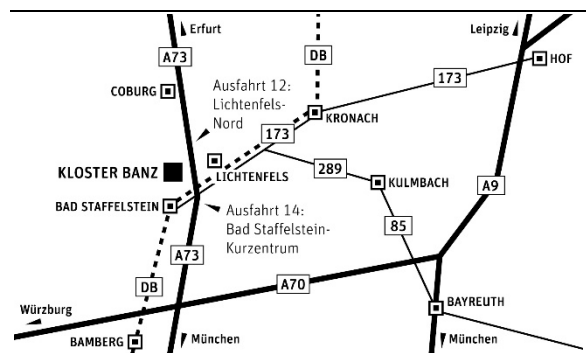 Erfurt
Leipzig
A73
DB
HOF
173
COBURG
Ausfahrt 12:
Lichtenfels-
Nord
KRONACH
173
KLOSTER BANZ
LICHTENFELS
289
KULMBACH
A9
BAD STAFFELSTEIN
Ausfahrt 14:
Bad Staffelstein-
Kurzentrum
85
A73
DB
A70
Würzburg
BAYREUTH
BAMBERG
München
München